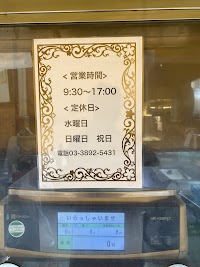 <営業時間>
9:30～17:00
<定休日>
水曜日
日曜日 祝日
電話03-3892-5431
いらっしゃいませ